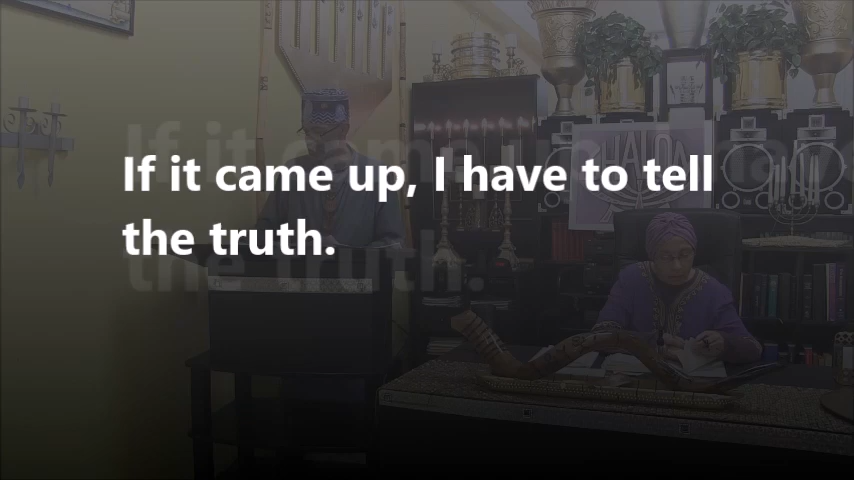 If it came up, I have to tell
the truth.